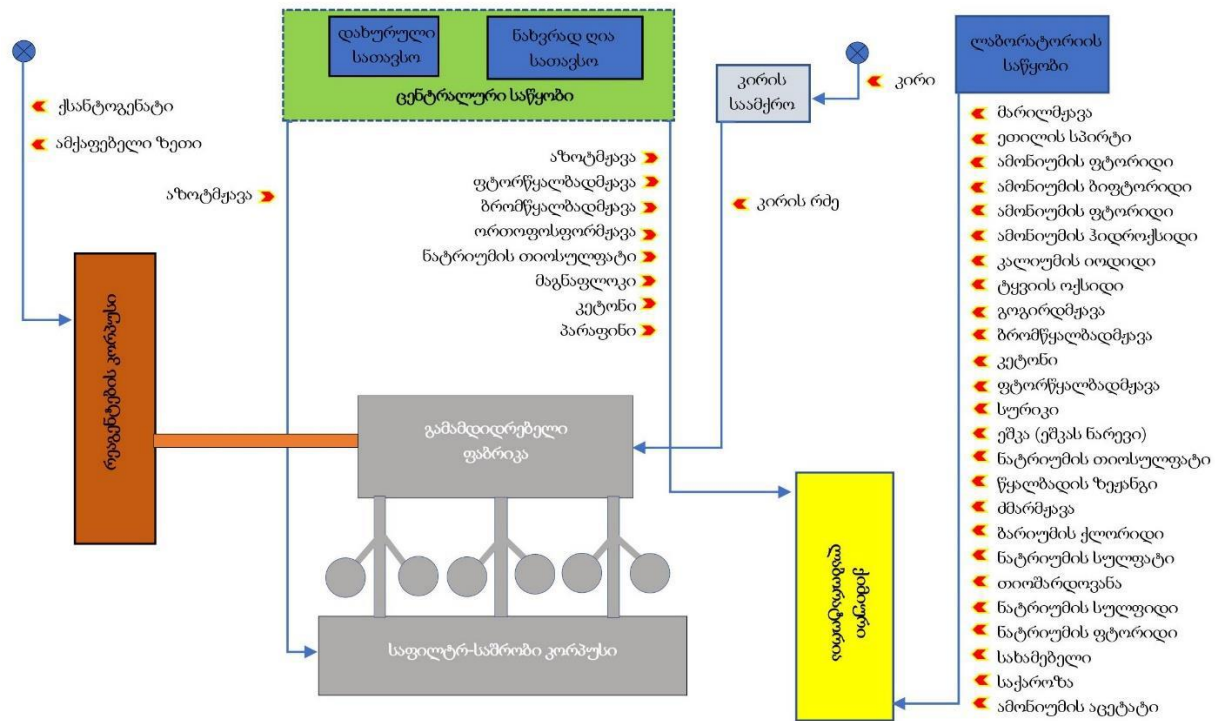 დახურული
სათავსო
ნახვრად ღია
სათავსო
ცენტრალური საწყობი
ლაბორატორიის
საწყობი
ქსანტოგენატი
ამქაფებელი ზეთი
კირის
საამქრო
კირი
აზოტმჟავა
აზოტმჟავა
ფტორწყალბადმჟავა
ბრომწყალბადმჟავა
ორთოფოსფორმჟავა
ნატრიუმის თიოსულფატი
მაგნაფლოკი
კეტონი
პარაფინი
კირის რძე
მარილმჟავა
ეთილის სპირტი
ამონიუმის ფტორიდი
ამონიუმის ბიფტორიდი
ამონიუმის ფტორიდი
ამონიუმის ჰიდროქსიდი
კალიუმის იოდიდი
ტყვიის ოქსიდი
გოგირდმჟავა
ბრომწყალბადმჟავა
კეტონი
ფტორწყალბადმჟავა
სურიკი
ეშკა (ეშკას ნარევი)
ნატრიუმის თიოსულფატი
წყალბადის ზეჟანგი
ძმარმჟავა
ბარიუმის ქლორიდი
ნატრიუმის სულფატი
თიოშარდოვანა
ნატრიუმის სულფიდი
ნატრიუმის ფტორიდი
სახამებელი
საქაროზა
ამონიუმის აცეტატი
რეაგენტების კორპუსი
გამამდიდრებელი
ფაბრიკა
საფილტრ-საშრობი კორპუსი
ქიმიური
ლაბორატორია